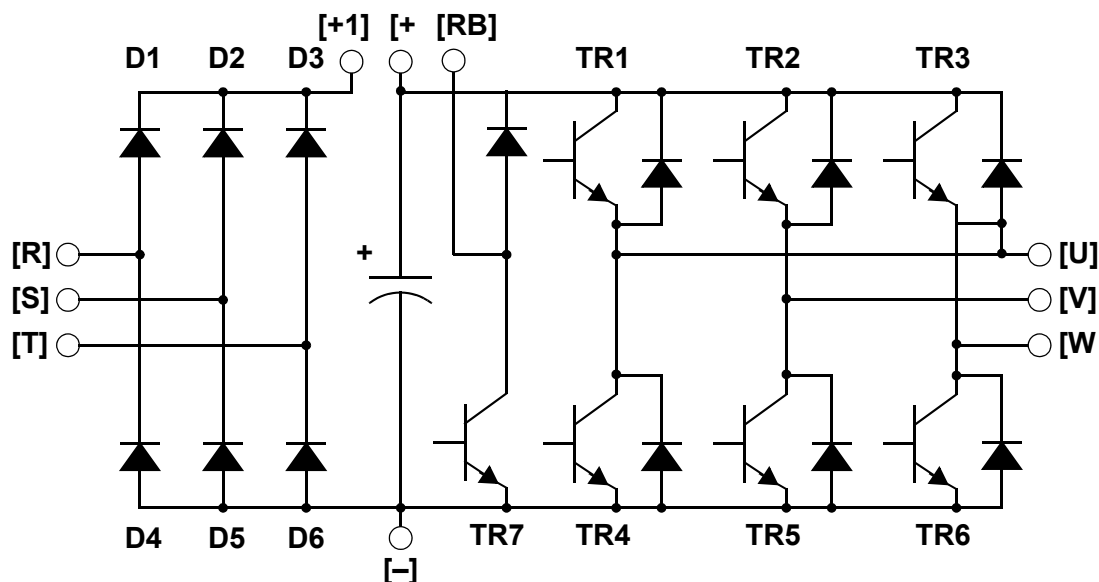 [+1] [+ [RB]
D1 D2 D3 TR1 TR2 TR3
+
[R] [U]
[S] [V]
[T] [W
D4 D5 D6 TR7 TR4 TR5 TR6
[–]